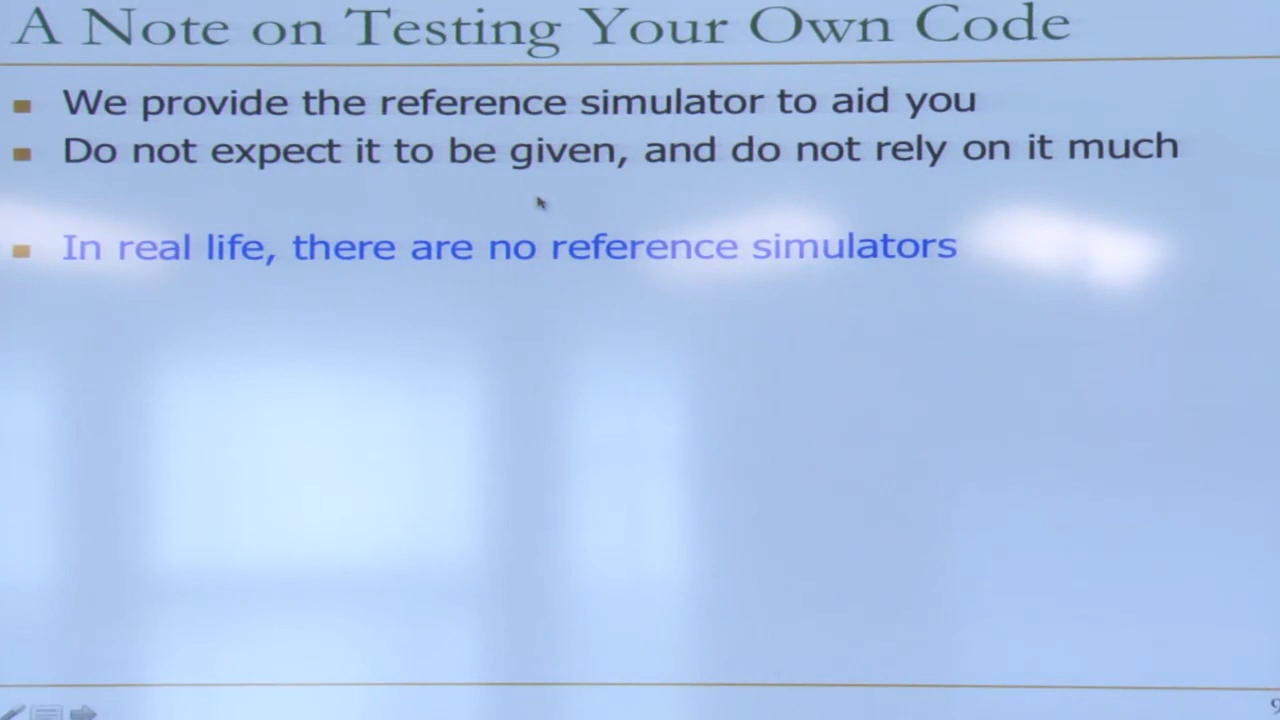 A Note on Testing Your Own Code
We provide the reference simulator to aid you
Do not expect it to be given, and do not rely on it much
In real life, there are no reference simulators
9